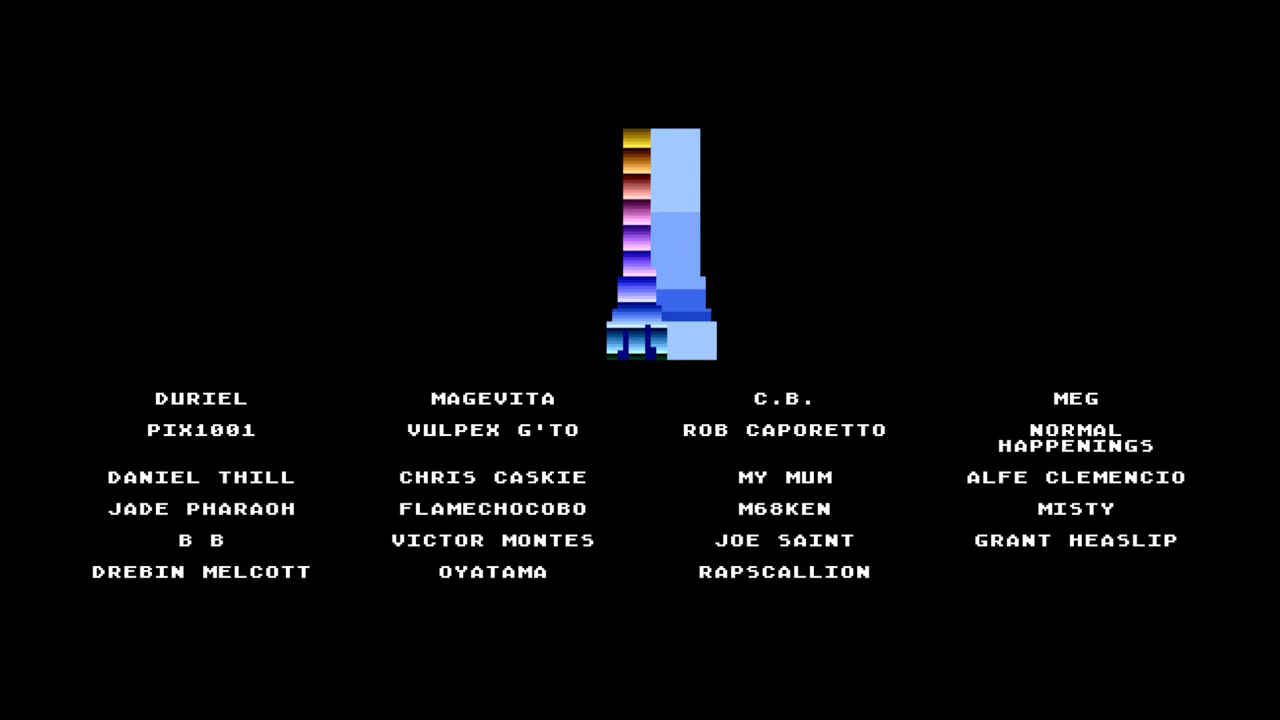 DURIEL MAGEVITA C.B. MEG
PIX1001 VULPEX G'TO ROB CAPORETTO NORMAL
HAPPENINGS
DANIEL THILL CHRIS CASKIE MY MUM ALFE CLEMENCIO
JADE PHARAOH FLAMECHOCOBO M68KEN MISTY
B B VICTOR MONTES JOE SAINT GRANT HEASLIP
DREBIN MELCOTT OYATAMA RAPSCALLION